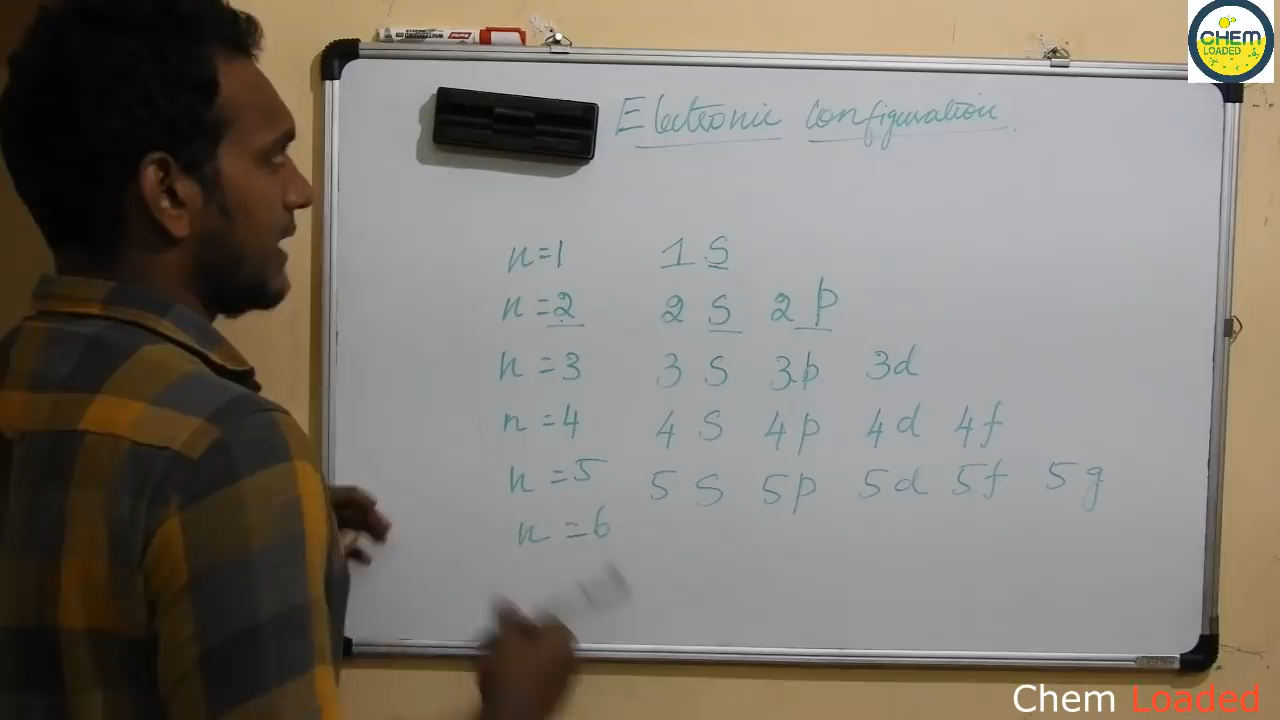 CHEM
LOADED
Electronic configuration
n=1 1 S
n=2 2 S 2 p
n=3 3 S 3p 3d
n=4 4 S 4p 4d 4f
n=5 5 S 5p 5d 5f 5g
n=6
Chem Loaded